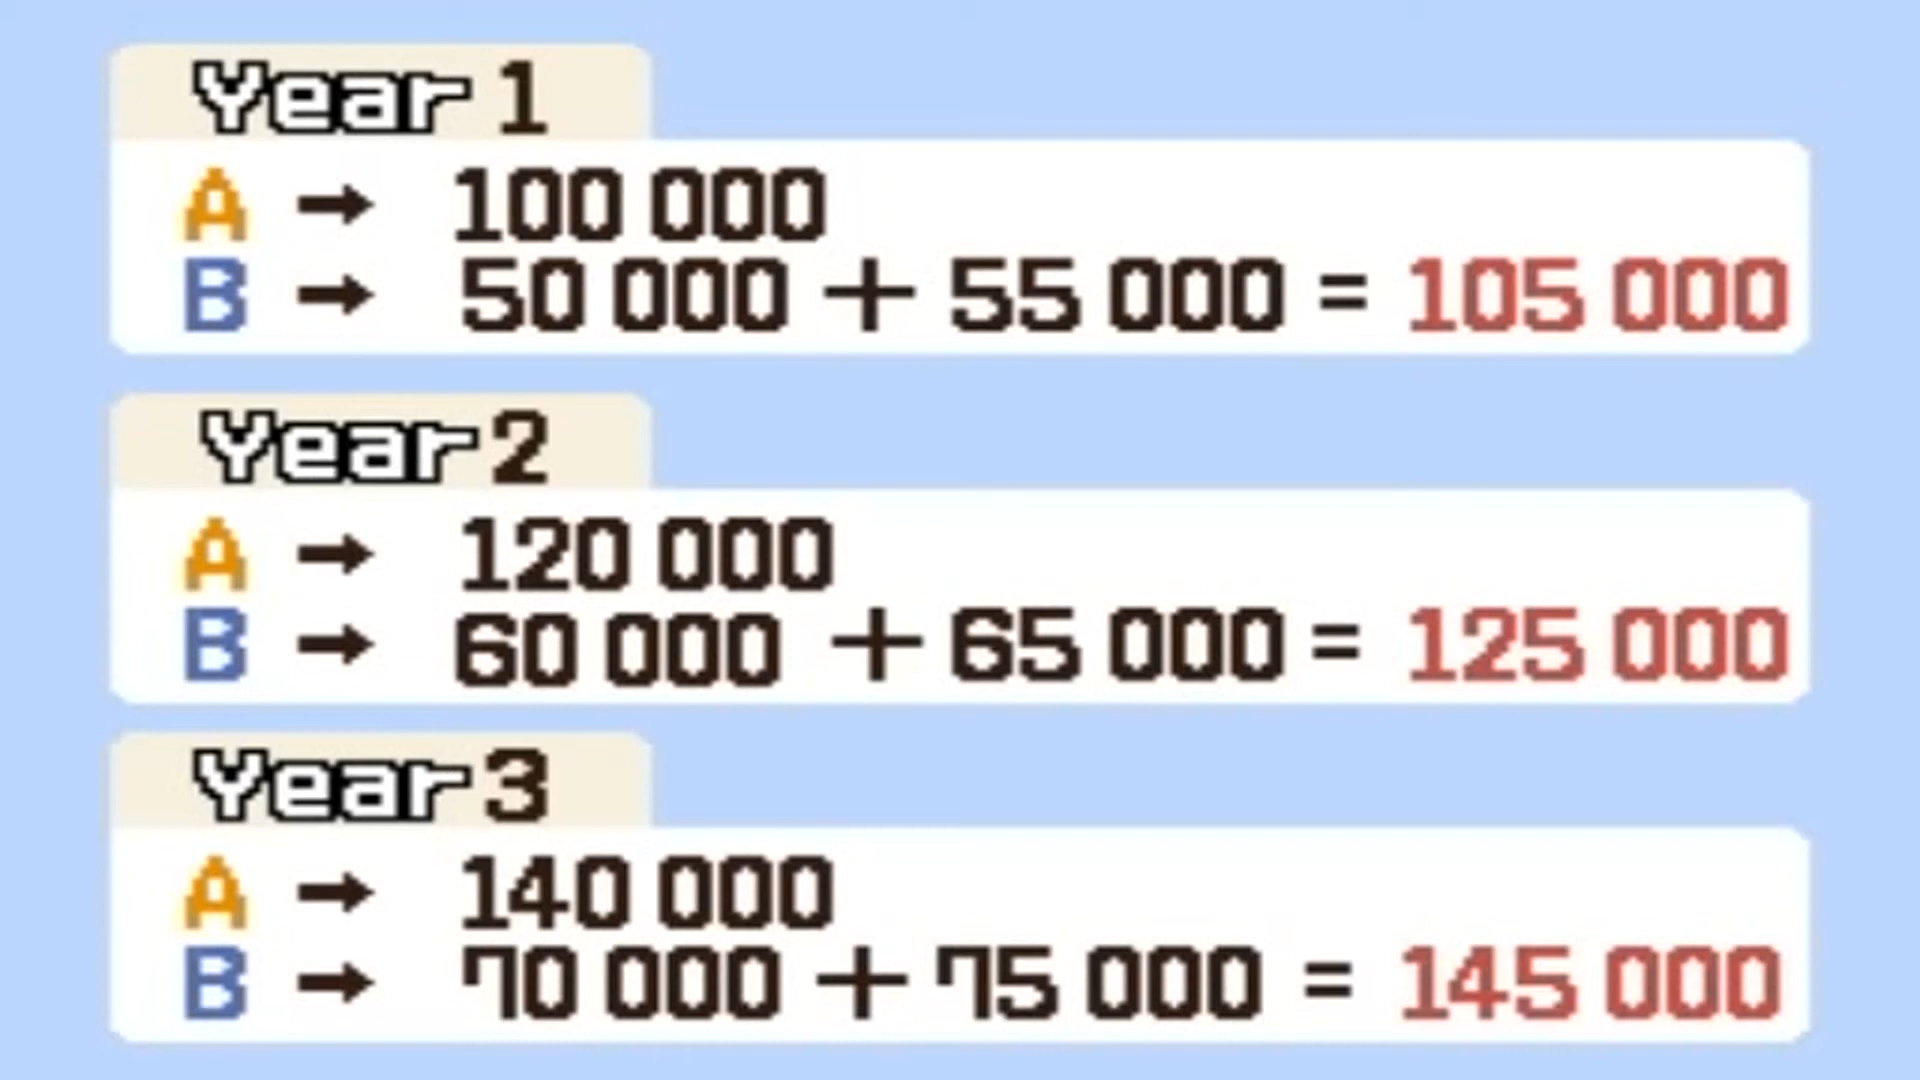 Year 1
A → 100 000
B → 50 000 + 55 000 = 105 000
Year 2
A → 120 000
B → 60 000 + 65 000 = 125 000
Year 3
A → 140 000
B → 70 000 + 75 000 = 145 000